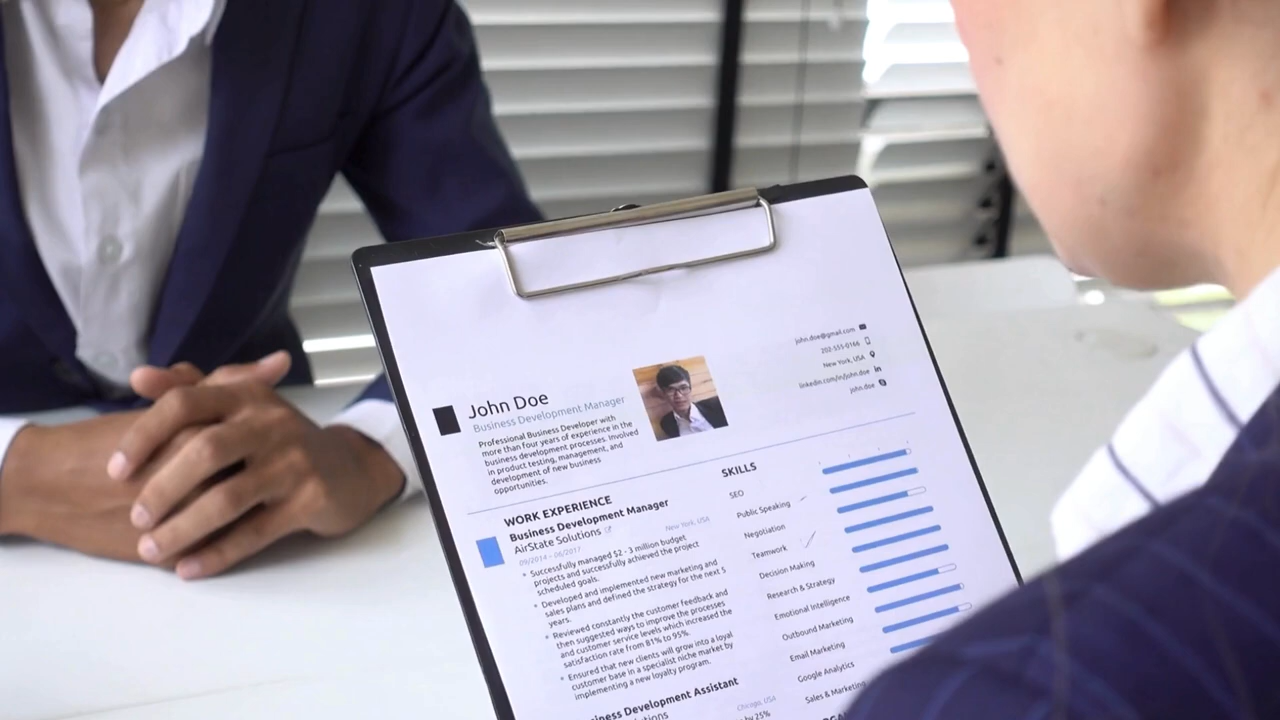 john.doe@gmail.com
202-555-0166
New York, USA
linkedin.com/in/john.doe
john.doe
John Doe
Business Development Manager
Professional Business Developer with
more than four years of experience in the
business development processes. Involved
in product testing, management, and
development of new business
opportunities.
WORK EXPERIENCE
Business Development Manager
AirState Solutions
09/2014 - 06/2017
New York, USA
Successfully managed $2 - 3 million budget
projects and successfully achieved the project
scheduled goals.
Developed and implemented new marketing and
sales plans and defined the strategy for the next 5
years.
Reviewed constantly the customer feedback and
then suggested ways to improve the processes
and customer service levels which increased the
satisfaction rate from 81% to 95%.
Ensured that new clients will grow into a loyal
customer base in a specialist niche market by
implementing a new loyalty program.
Development Assistant
Chicago, USA
by 25%
SKILLS
SEO
Public Speaking
Negotiation
Teamwork
Decision Making
Research & Strategy
Emotional Intelligence
Outbound Marketing
Email Marketing
Google Analytics
Sales & Marketing